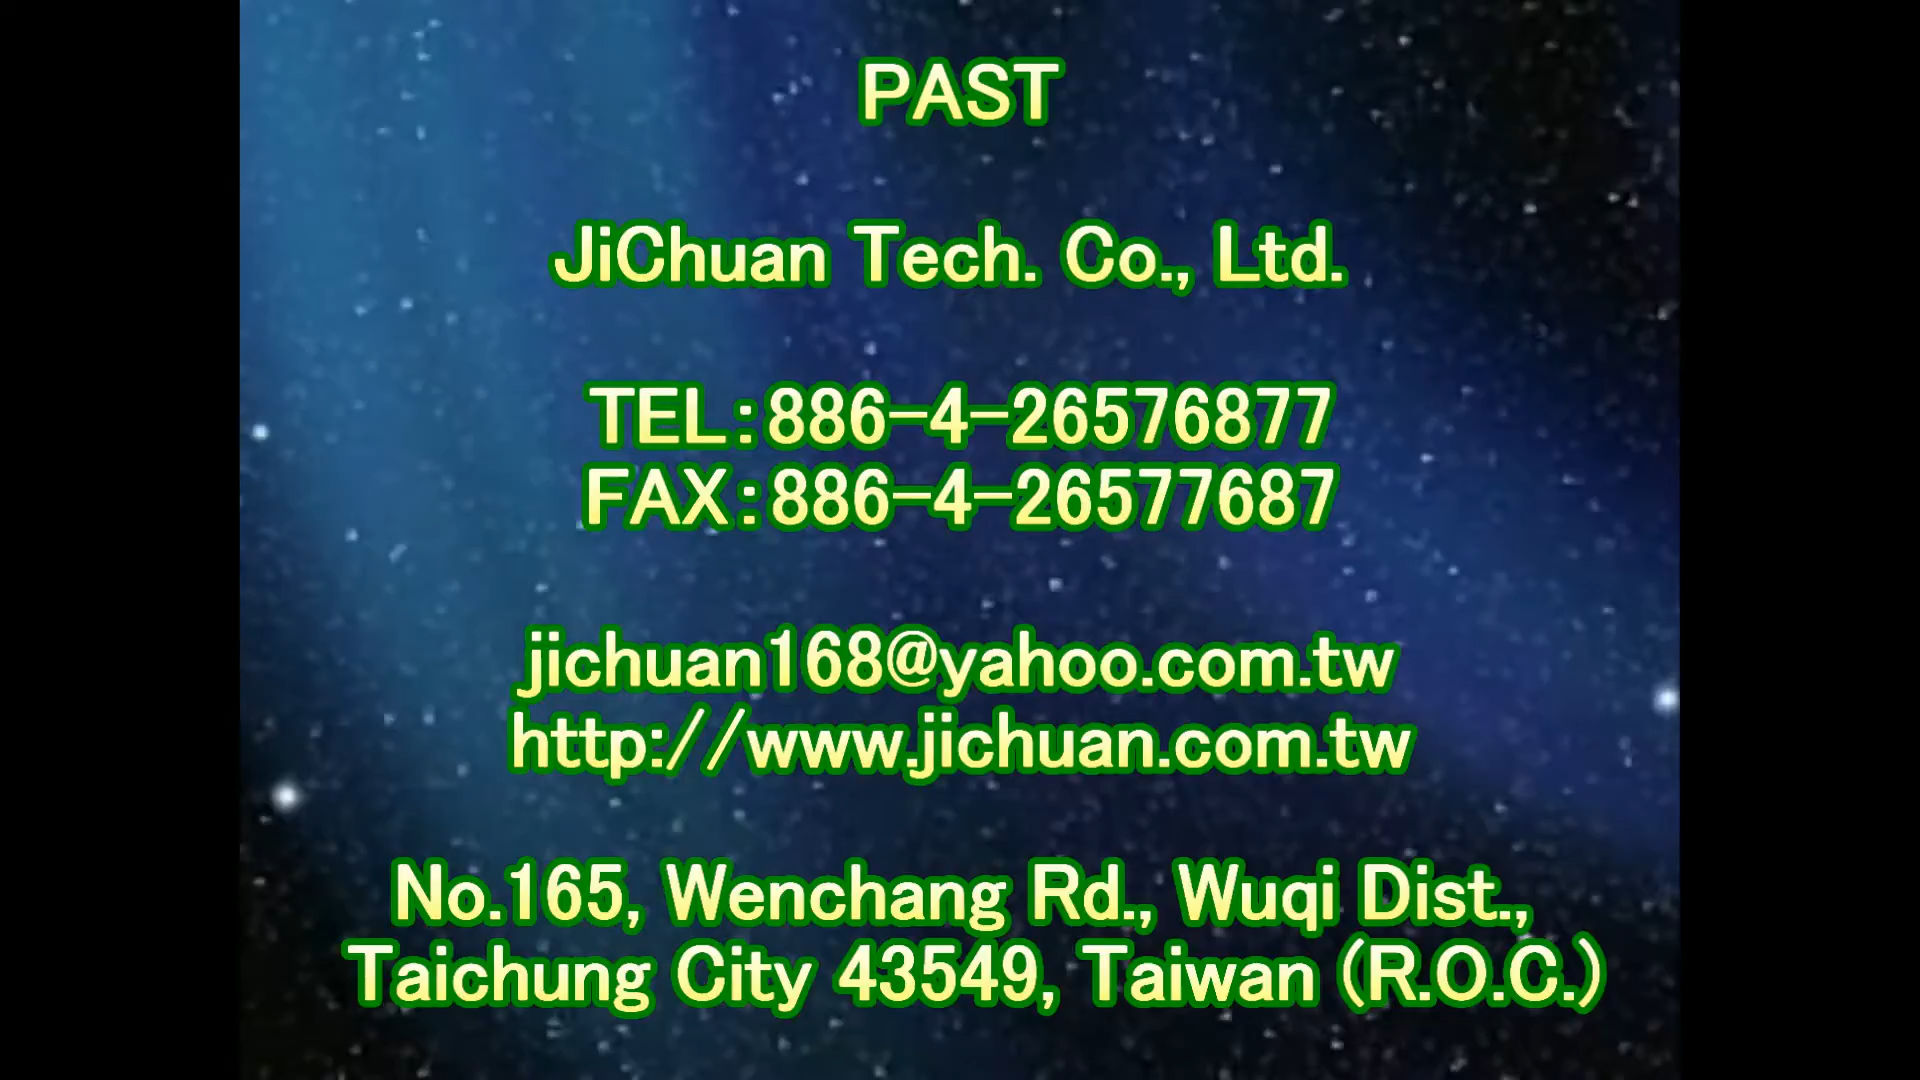 PAST
JiChuan Tech. Co., Ltd.
TEL:886-4-26576877
FAX:886-4-26577687
jichuan168@yahoo.com.tw
http://www.jichuan.com.tw
No.165, Wenchang Rd., Wuqi Dist.,
Taichung City 43549, Taiwan (R.O.C.)